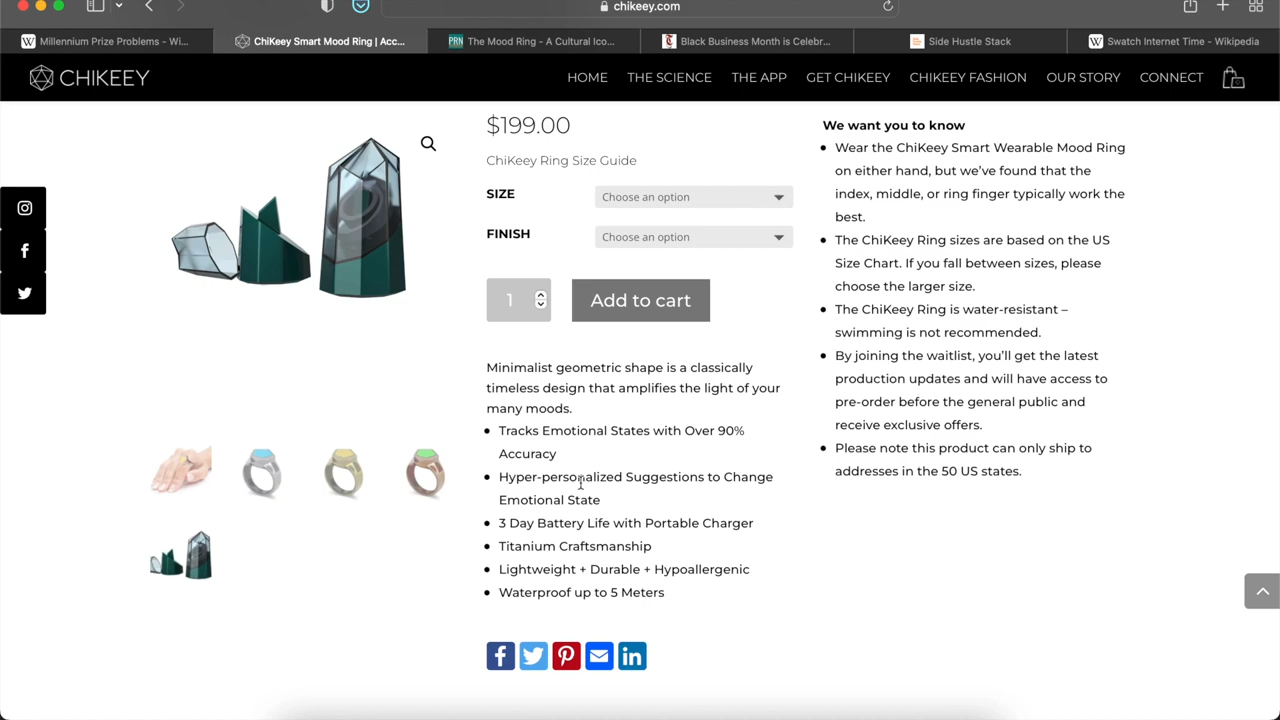 chikeey.com
Millennium Prize Problems - Wi...
ChiKeey Smart Mood Ring | Acc...
PRN
The Mood Ring - A Cultural Ico...
Black Business Month is Celebr...
Side Hustle Stack
Swatch Internet Time - Wikipedia
CHIKEEY
HOME
THE SCIENCE
THE APP
GET CHIKEEY
CHIKEEY FASHION
OUR STORY
CONNECT
$199.00
ChiKeey Ring Size Guide
SIZE
Choose an option
FINISH
Choose an option
1
Add to cart
Minimalist geometric shape is a classically
timeless design that amplifies the light of your
many moods.
Tracks Emotional States with Over 90%
Accuracy
Hyper-personalized Suggestions to Change
Emotional State
3 Day Battery Life with Portable Charger
Titanium Craftsmanship
Lightweight + Durable + Hypoallergenic
Waterproof up to 5 Meters
We want you to know
Wear the ChiKeey Smart Wearable Mood Ring
on either hand, but we've found that the
index, middle, or ring finger typically work the
best.
The ChiKeey Ring sizes are based on the US
Size Chart. If you fall between sizes, please
choose the larger size.
The ChiKeey Ring is water-resistant –
swimming is not recommended.
By joining the waitlist, you'll get the latest
production updates and will have access to
pre-order before the general public and
receive exclusive offers.
Please note this product can only ship to
addresses in the 50 US states.